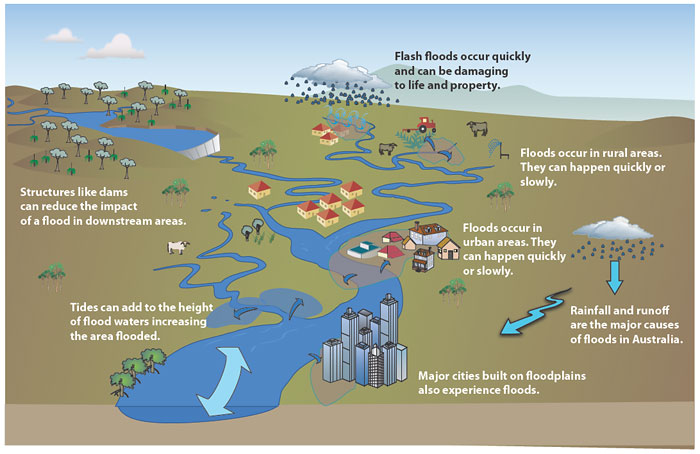 Flash floods occur quickly
and can be damaging
to life and property.
Floods occur in rural areas.
They can happen quickly or
slowly.
Structures like dams
can reduce the impact
of a flood in downstream areas.
Floods occur in
urban areas. They
can happen quickly
or slowly.
Tides can add to the height
of flood waters increasing
the area flooded.
Rainfall and runoff
are the major causes
of floods in Australia.
Major cities built on floodplains
also experience floods.